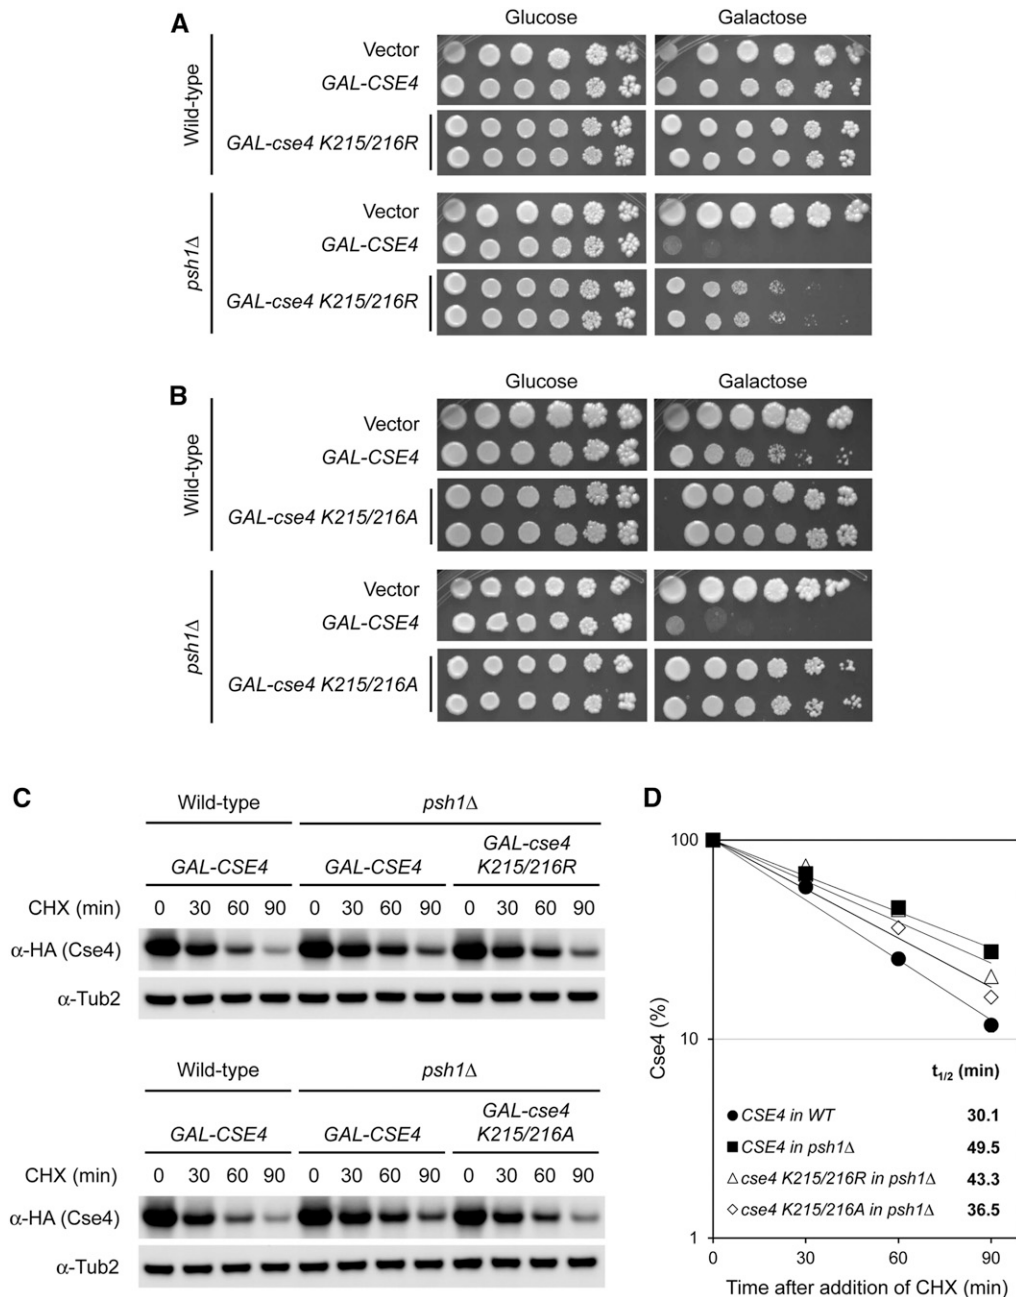 A
Glucose Galactose
Wild-type
Vector
GAL-CSE4
GAL-cse4 K215/216R
psh1Δ
Vector
GAL-CSE4
GAL-cse4 K215/216R
B
Glucose Galactose
Wild-type
Vector
GAL-CSE4
GAL-cse4 K215/216A
psh1Δ
Vector
GAL-CSE4
GAL-cse4 K215/216A
C
Wild-type psh1Δ
GAL-CSE4 GAL-CSE4 GAL-cse4
K215/216R
CHX (min) 0 30 60 90 0 30 60 90 0 30 60 90
α-HA (Cse4)
α-Tub2
Wild-type psh1Δ
GAL-CSE4 GAL-CSE4 GAL-cse4
K215/216A
CHX (min) 0 30 60 90 0 30 60 90 0 30 60 90
α-HA (Cse4)
α-Tub2
D
100
10
1
Cse4 (%)
t1/2 (min)
CSE4 in WT 30.1
CSE4 in psh1Δ 49.5
cse4 K215/216R in psh1Δ 43.3
cse4 K215/216A in psh1Δ 36.5
0 30 60 90
Time after addition of CHX (min)